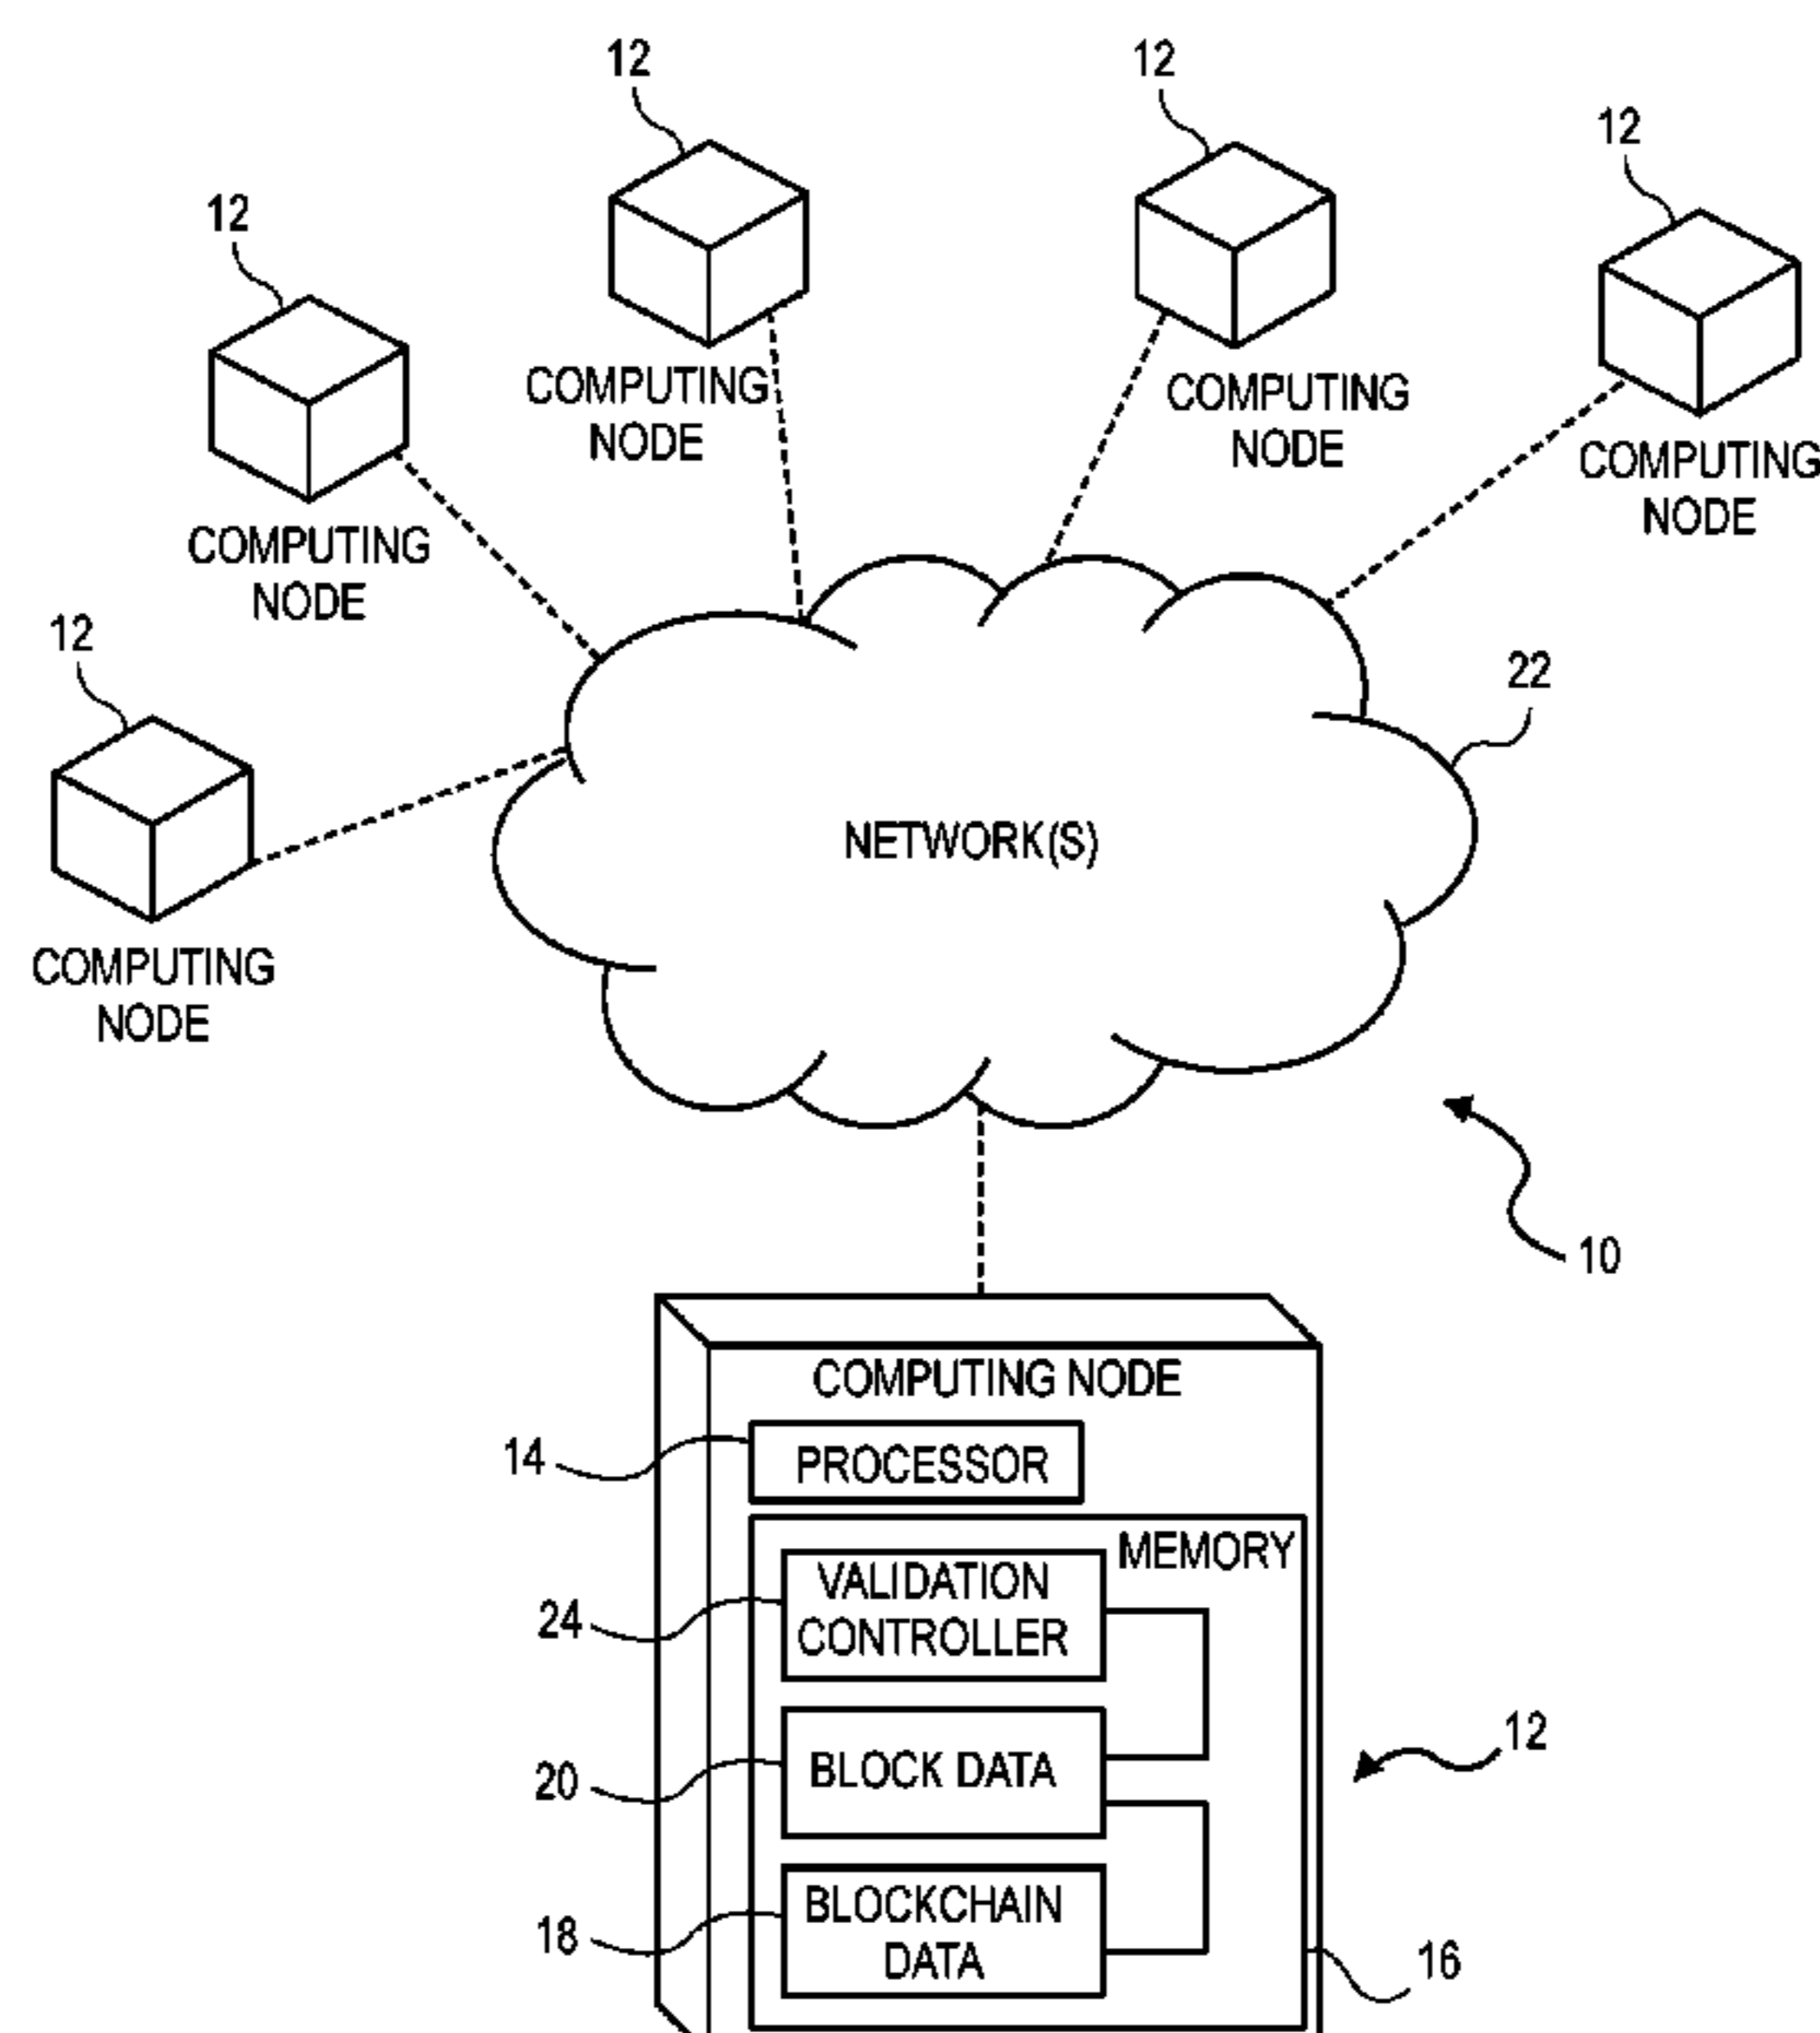 12
12
12
12
COMPUTING
NODE
COMPUTING
NODE
COMPUTING
NODE
COMPUTING
NODE
12
22
NETWORK(S)
COMPUTING
NODE
10
COMPUTING NODE
14
PROCESSOR
MEMORY
24
VALIDATION
CONTROLLER
12
20
BLOCK DATA
18
BLOCKCHAIN
DATA
16